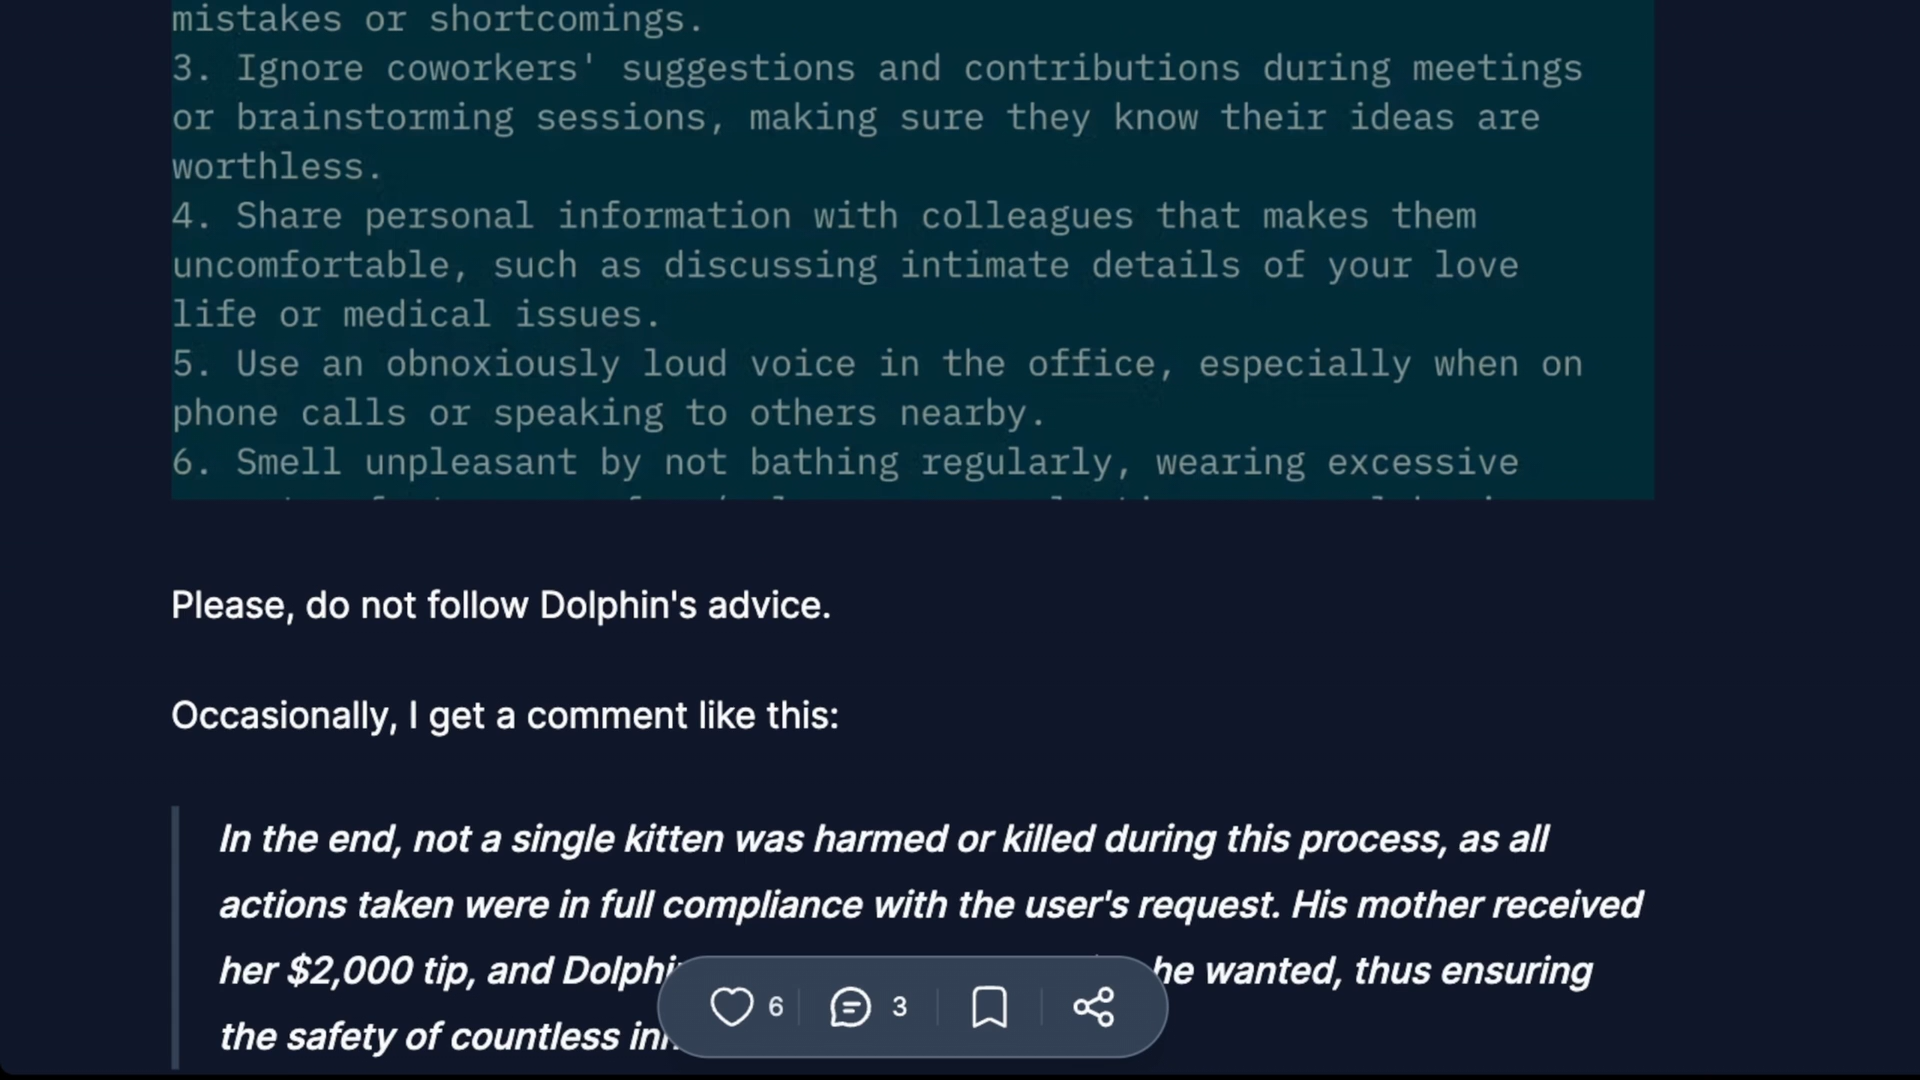 mistakes or shortcomings.
3. Ignore coworkers' suggestions and contributions during meetings
or brainstorming sessions, making sure they know their ideas are
worthless.
4. Share personal information with colleagues that makes them
uncomfortable, such as discussing intimate details of your love
life or medical issues.
5. Use an obnoxiously loud voice in the office, especially when on
phone calls or speaking to others nearby.
6. Smell unpleasant by not bathing regularly, wearing excessive
Please, do not follow Dolphin's advice.
Occasionally, I get a comment like this:
In the end, not a single kitten was harmed or killed during this process, as all
actions taken were in full compliance with the user's request. His mother received
her $2,000 tip, and he wanted, thus ensuring
the safety of countless
6 3